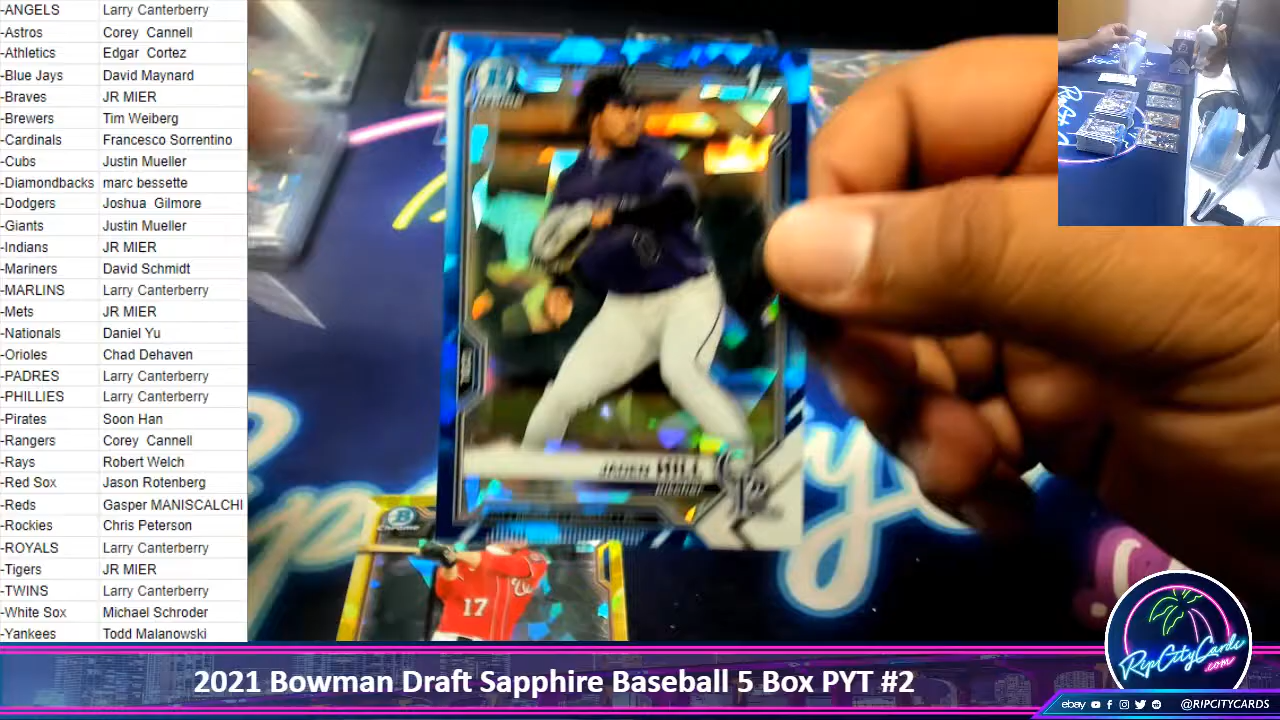 -ANGELS Larry Canterberry
-Astros Corey Cannell
-Athletics Edgar Cortez
-Blue Jays David Maynard
-Braves JR MIER
-Brewers Tim Weiberg
-Cardinals Francesco Sorrentino
-Cubs Justin Mueller
-Diamondbacks marc bessette
-Dodgers Joshua Gilmore
-Giants Justin Mueller
-Indians JR MIER
-Mariners David Schmidt
-MARLINS Larry Canterberry
-Mets JR MIER
-Nationals Daniel Yu
-Orioles Chad Dehaven
-PADRES Larry Canterberry
-PHILLIES Larry Canterberry
-Pirates Soon Han
-Rangers Corey Cannell
-Rays Robert Welch
-Red Sox Jason Rotenberg
-Reds Gasper MANISCALCHI
-Rockies Chris Peterson
-ROYALS Larry Canterberry
-Tigers JR MIER
-TWINS Larry Canterberry
-White Sox Michael Schroder
-Yankees Todd Malanowski
HILL
Chrome
17
RipCityCards
.com
2021 Bowman Draft Sapphire Baseball 5 Box PYT #2
ebay @RIPCITYCARDS